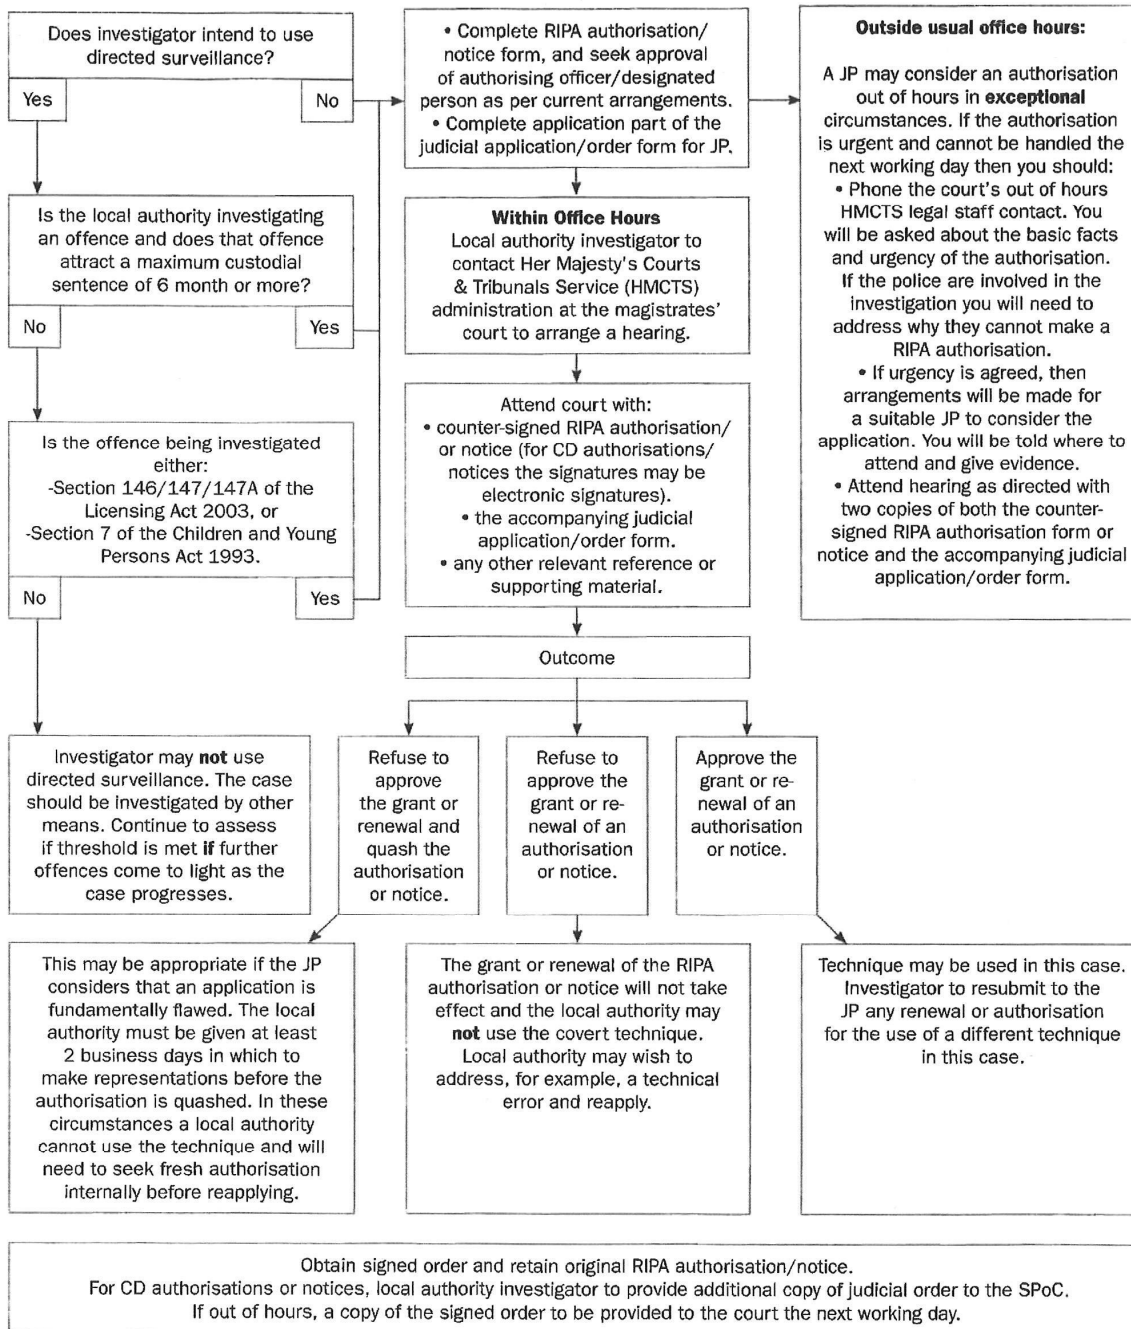 Does investigator intend to use
directed surveillance?
Yes
No
Is the local authority investigating
an offence and does that offence
attract a maximum custodial
sentence of 6 month or more?
No
Yes
Is the offence being investigated
either:
-Section 146/147/147A of the
Licensing Act 2003, or
-Section 7 of the Children and Young
Persons Act 1993.
No
Yes
• Complete RIPA authorisation/
notice form, and seek approval
of authorising officer/designated
person as per current arrangements.
• Complete application part of the
judicial application/order form for JP.
Within Office Hours
Local authority investigator to
contact Her Majesty's Courts
& Tribunals Service (HMCTS)
administration at the magistrates'
court to arrange a hearing.
Attend court with:
• counter-signed RIPA authorisation/
or notice (for CD authorisations/
notices the signatures may be
electronic signatures).
• the accompanying judicial
application/order form.
• any other relevant reference or
supporting material.
Outside usual office hours:
A JP may consider an authorisation
out of hours in exceptional
circumstances. If the authorisation
is urgent and cannot be handled the
next working day then you should:
• Phone the court's out of hours
HMCTS legal staff contact. You
will be asked about the basic facts
and urgency of the authorisation.
If the police are involved in the
investigation you will need to
address why they cannot make a
RIPA authorisation.
• If urgency is agreed, then
arrangements will be made for
a suitable JP to consider the
application. You will be told where to
attend and give evidence.
• Attend hearing as directed with
two copies of both the counter-
signed RIPA authorisation form or
notice and the accompanying judicial
application/order form.
Outcome
Investigator may not use
directed surveillance. The case
should be investigated by other
means. Continue to assess
if threshold is met if further
offences come to light as the
case progresses.
Refuse to
approve
the grant or
renewal and
quash the
authorisation
or notice.
Refuse to
approve the
grant or re-
newal of an
authorisation
or notice.
Approve the
grant or re-
newal of an
authorisation
or notice.
This may be appropriate if the JP
considers that an application is
fundamentally flawed. The local
authority must be given at least
2 business days in which to
make representations before the
authorisation is quashed. In these
circumstances a local authority
cannot use the technique and will
need to seek fresh authorisation
internally before reapplying.
The grant or renewal of the RIPA
authorisation or notice will not take
effect and the local authority may
not use the covert technique.
Local authority may wish to
address, for example, a technical
error and reapply.
Technique may be used in this case.
Investigator to resubmit to the
JP any renewal or authorisation
for the use of a different technique
in this case.
Obtain signed order and retain original RIPA authorisation/notice.
For CD authorisations or notices, local authority investigator to provide additional copy of judicial order to the SPoC.
If out of hours, a copy of the signed order to be provided to the court the next working day.